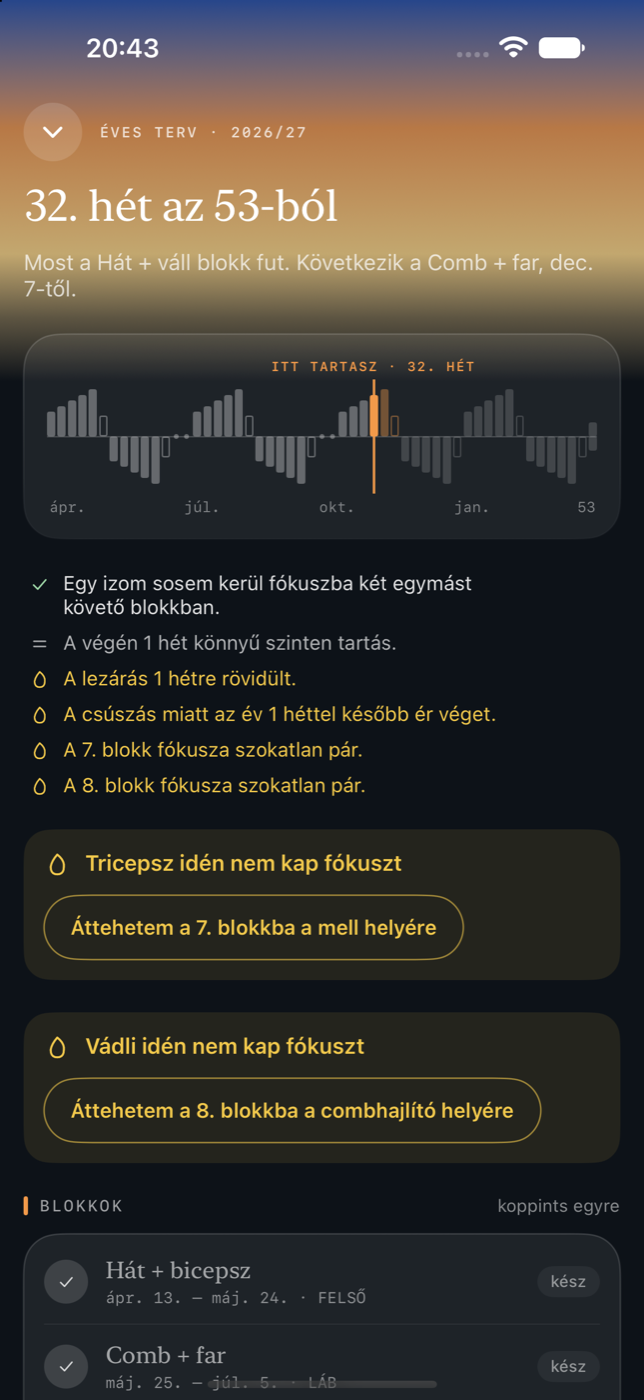 20:43
ÉVES TERV · 2026/27
32. hét az 53-ból
Most a Hát + váll blokk fut. Következik a Comb + far, dec.
7-től.
ITT TARTASZ · 32. HÉT
ápr. júl. okt. jan. 53
Egy izom sosem kerül fókuszba két egymást
követő blokkban.
A végén 1 hét könnyű szinten tartás.
A lezárás 1 hétre rövidült.
A csúszás miatt az év 1 héttel később ér véget.
A 7. blokk fókusza szokatlan pár.
A 8. blokk fókusza szokatlan pár.
Tricepsz idén nem kap fókuszt
Áttehetem a 7. blokkba a mell helyére
Vádli idén nem kap fókuszt
Áttehetem a 8. blokkba a combhajlító helyére
BLOKKOK koppints egyre
Hát + bicepsz
ápr. 13. — máj. 24. · FELSŐ kész
Comb + far
máj. 25. — júl. 5. · LÁB kész